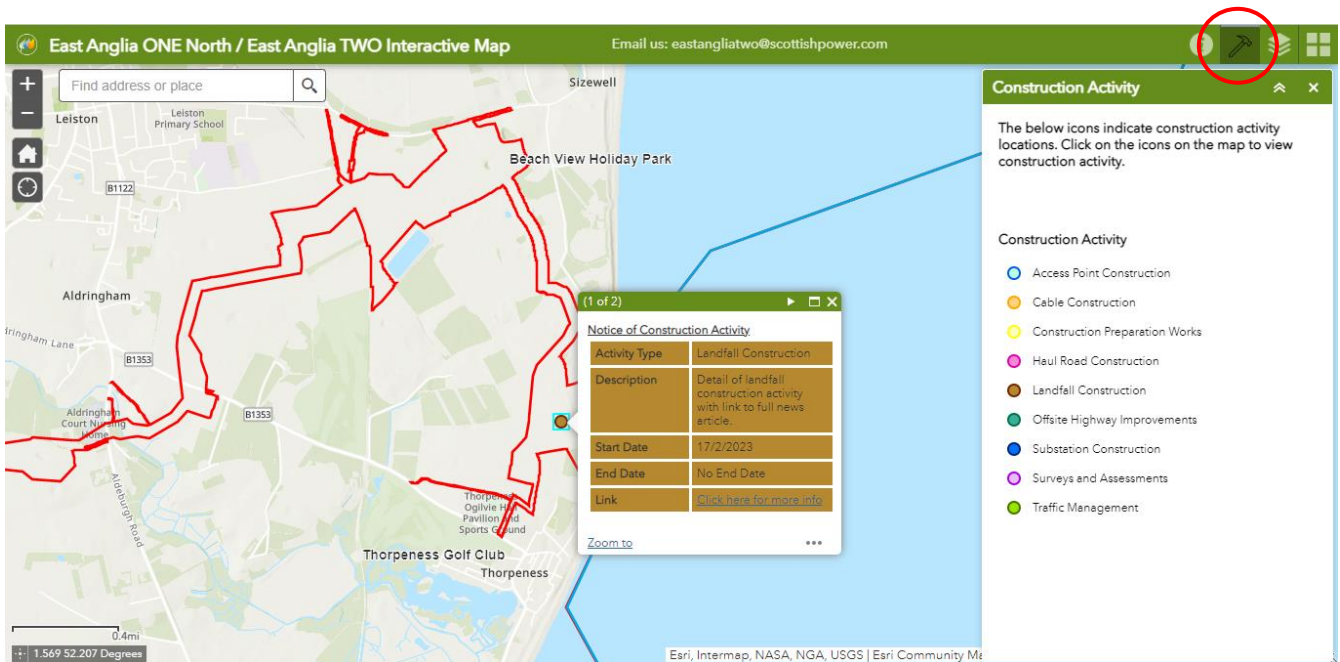 East Anglia ONE North / East Anglia TWO Interactive Map
Email us: eastangliatwo@scottishpower.com
+
Find address or place
−
Sizewell
Leiston
Leiston
Primary School
Beach View Holiday Park
B1122
Aldringham
B1353
Aldringham
Court Nursing
Home
B1353
Aldeburgh Road
Thorpeness Golf Club
Thorpeness
Ogilvie
Pavilion and
Sports Ground
Thorpeness
0.4mi
1.569 52.207 Degrees
(1 of 2)
Notice of Construction Activity
Activity Type Landfall Construction
Description Detail of landfall
construction activity
with link to full news
article.
Start Date 17/2/2023
End Date No End Date
Link Click here for more info
Zoom to
Construction Activity
The below icons indicate construction activity
locations. Click on the icons on the map to view
construction activity.
Construction Activity
Access Point Construction
Cable Construction
Construction Preparation Works
Haul Road Construction
Landfall Construction
Offsite Highway Improvements
Substation Construction
Surveys and Assessments
Traffic Management
Esri, Intermap, NASA, NGA, USGS | Esri Community